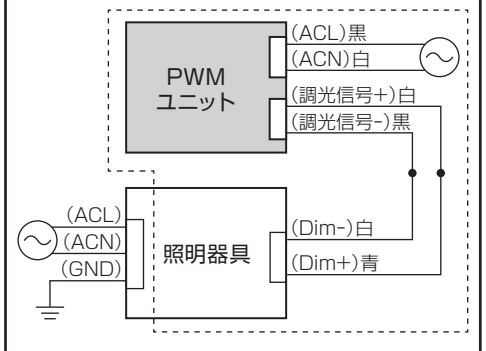 (ACL)黒
(ACN)白
PWM
ユニット
(調光信号+)白
(調光信号-)黒
(ACL)
(ACN)
(GND)
照明器具
(Dim-)白
(Dim+)青